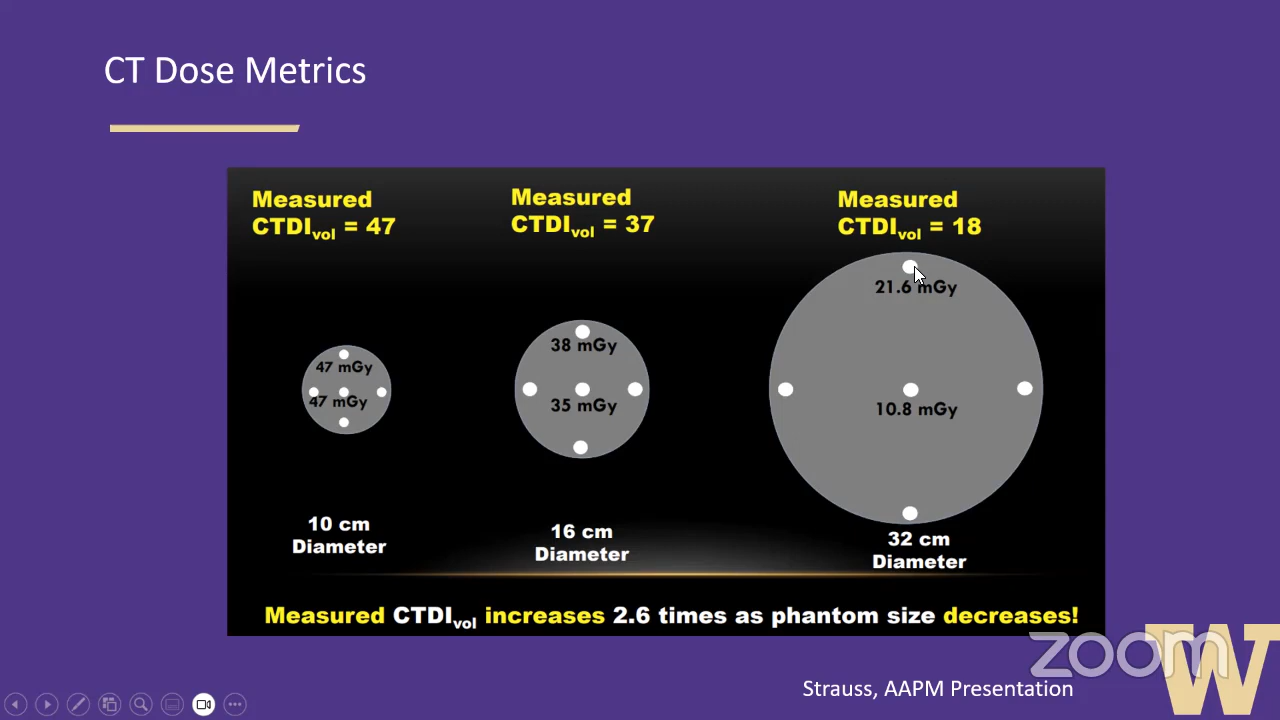 CT Dose Metrics
Measured
CTDIvol = 47
Measured
CTDIvol = 37
Measured
CTDIvol = 18
47 mGy
47 mGy
38 mGy
35 mGy
21.6 mGy
10.8 mGy
10 cm
Diameter
16 cm
Diameter
32 cm
Diameter
Measured CTDIvol increases 2.6 times as phantom size decreases!
zoom
W
Strauss, AAPM Presentation